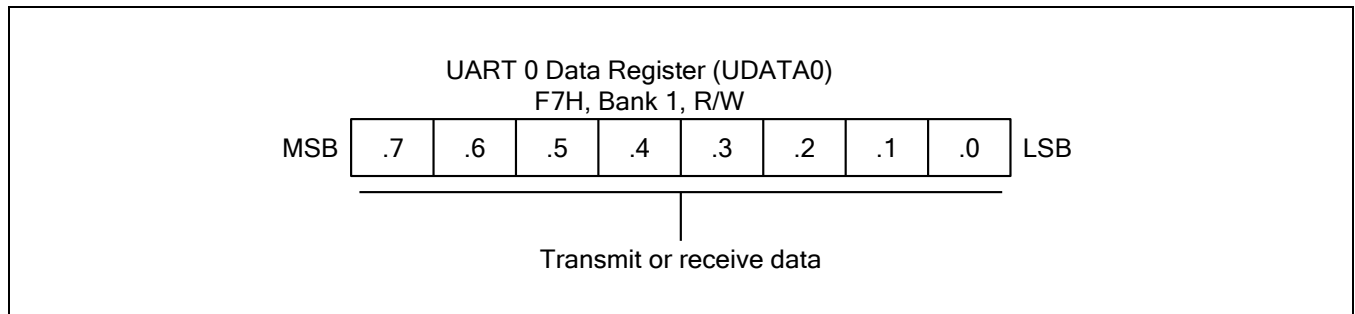 UART 0 Data Register (UDATA0)
F7H, Bank 1, R/W
MSB .7 .6 .5 .4 .3 .2 .1 .0 LSB
Transmit or receive data